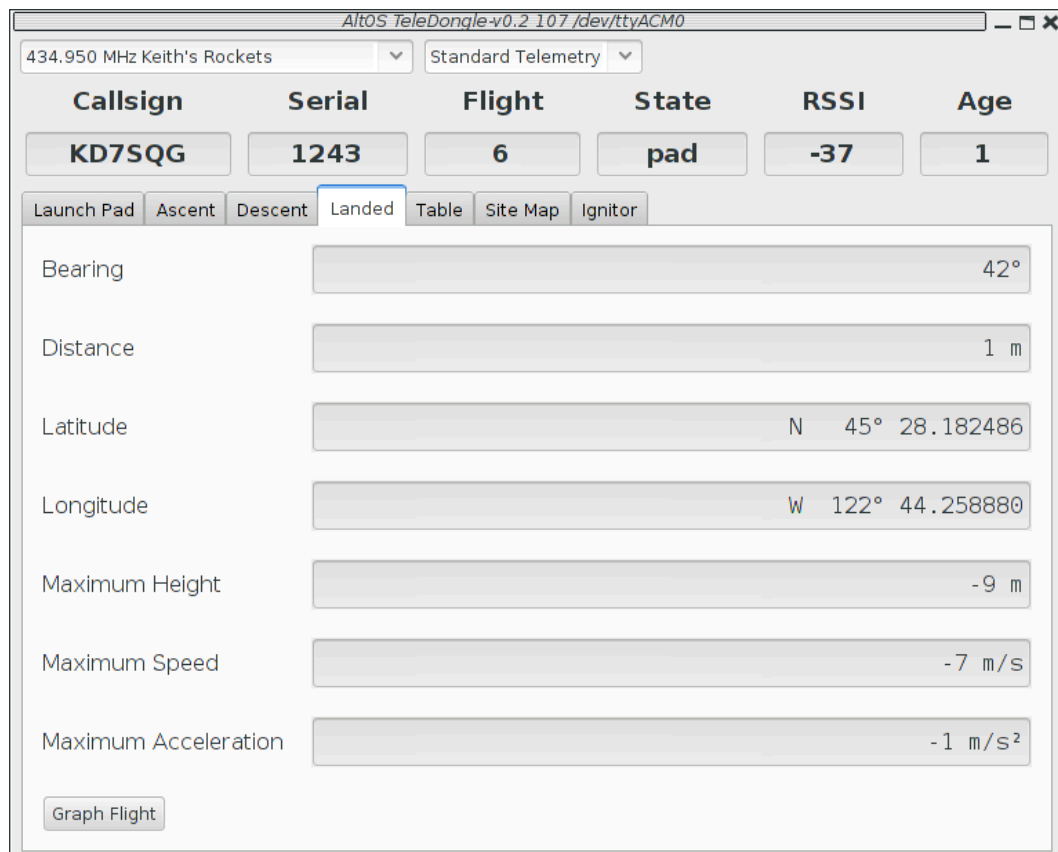 AltOS TeleDongle-v0.2 107 /dev/ttyACM0
434.950 MHz Keith's Rockets Standard Telemetry
Callsign Serial Flight State RSSI Age
KD7SQG 1243 6 pad -37 1
Launch Pad Ascent Descent Landed Table Site Map Ignitor
Bearing 42°
Distance 1 m
Latitude N 45° 28.182486
Longitude W 122° 44.258880
Maximum Height -9 m
Maximum Speed -7 m/s
Maximum Acceleration -1 m/s²
Graph Flight